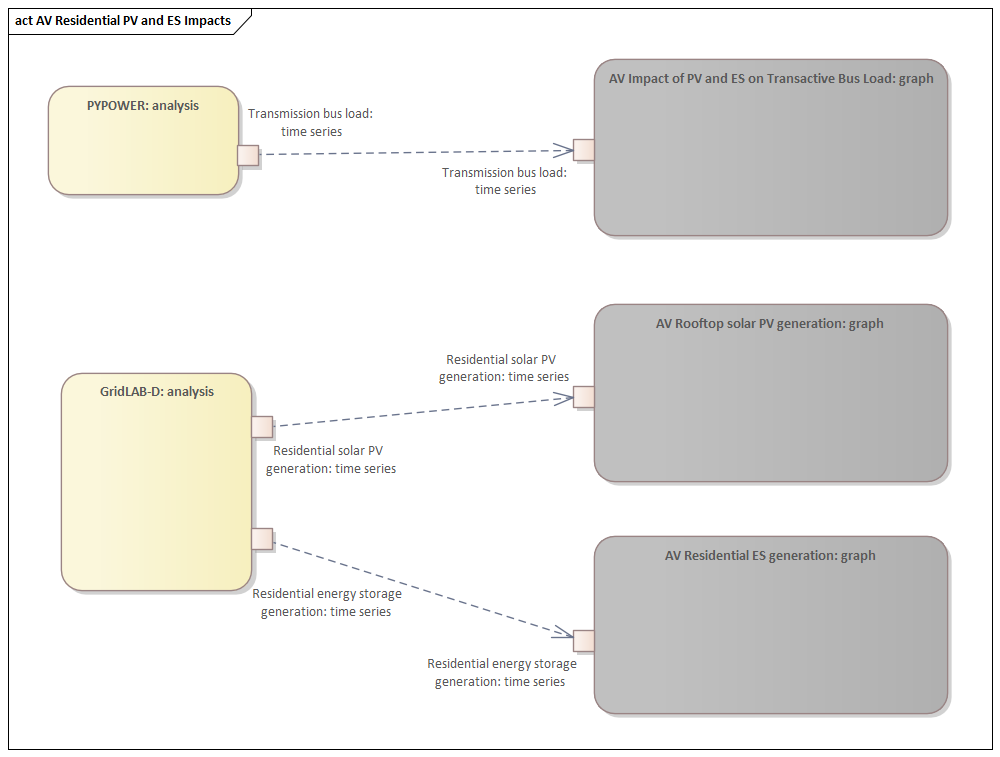 act AV Residential PV and ES Impacts
PYPOWER: analysis
Transmission bus load:
time series
AV Impact of PV and ES on Transactive Bus Load: graph
Transmission bus load:
time series
AV Rooftop solar PV generation: graph
Residential solar PV
generation: time series
GridLAB-D: analysis
Residential solar PV
generation: time series
AV Residential ES generation: graph
Residential energy storage
generation: time series
Residential energy storage
generation: time series